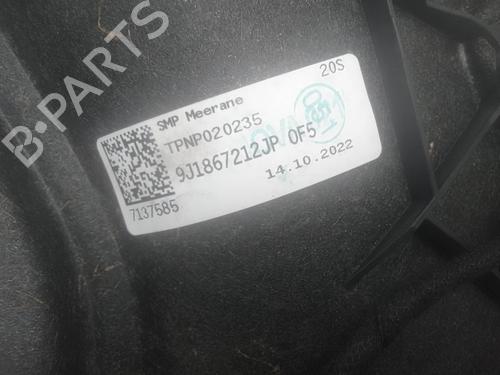 B-PARTS
SMP Meerane
20S
TPNP020235
9J1867212JP 0F5
14.10.2022
7137585